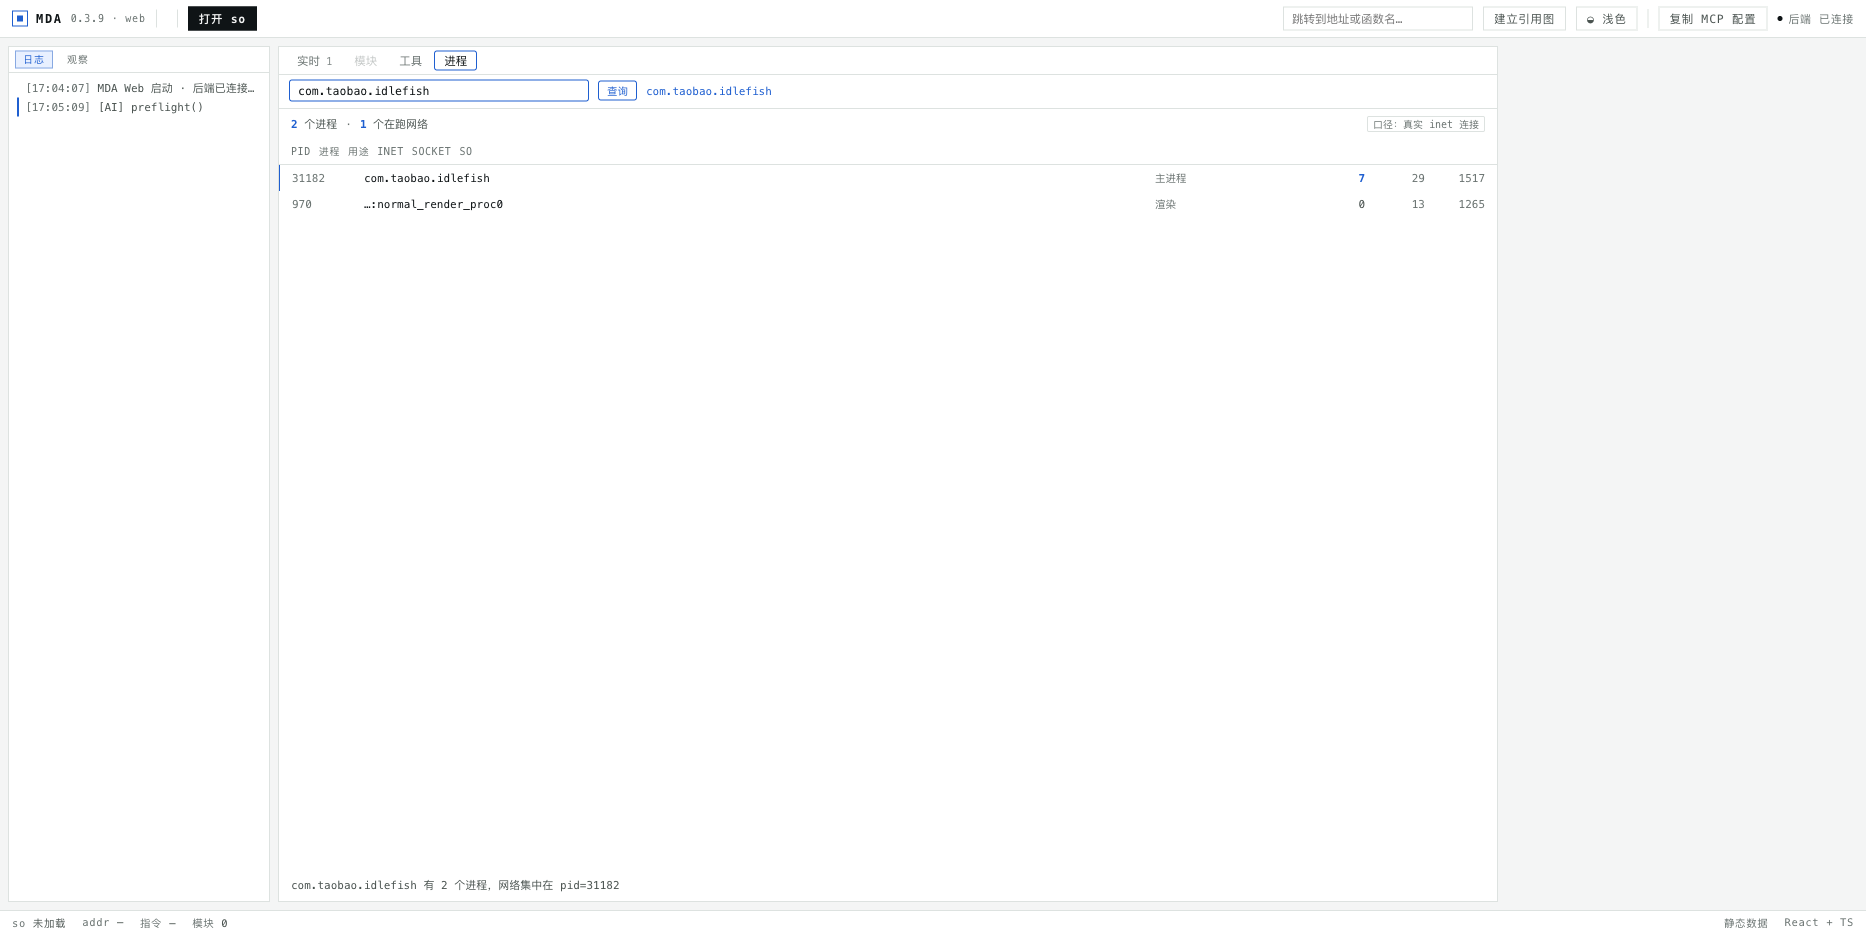 MDA 0.3.9 · web 打开 so 跳转到地址或函数名… 建立引用图 浅色 复制 MCP 配置 后端 已连接
日志 观察
[17:04:07] MDA Web 启动 · 后端已连接…
[17:05:09] [AI] preflight()
实时 1 模块 工具 进程
com.taobao.idlefish 查询 com.taobao.idlefish
2 个进程 · 1 个在跑网络 口径: 真实 inet 连接
PID 进程 用途 INET SOCKET SO
31182 com.taobao.idlefish 主进程 7 29 1517
970 …:normal_render_proc0 渲染 0 13 1265
com.taobao.idlefish 有 2 个进程, 网络集中在 pid=31182
so 未加载 addr — 指令 — 模块 0 静态数据 React + TS